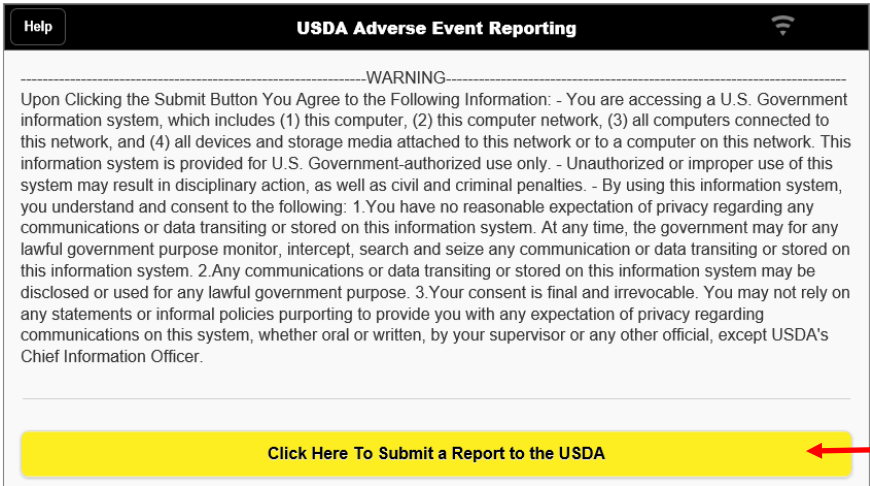 Help
USDA Adverse Event Reporting
------------------------------------------------------------------WARNING-----------------------------------------------------------------------------
Upon Clicking the Submit Button You Agree to the Following Information: - You are accessing a U.S. Government
information system, which includes (1) this computer, (2) this computer network, (3) all computers connected to
this network, and (4) all devices and storage media attached to this network or to a computer on this network. This
information system is provided for U.S. Government-authorized use only. - Unauthorized or improper use of this
system may result in disciplinary action, as well as civil and criminal penalties. - By using this information system,
you understand and consent to the following: 1.You have no reasonable expectation of privacy regarding any
communications or data transiting or stored on this information system. At any time, the government may for any
lawful government purpose monitor, intercept, search and seize any communication or data transiting or stored on
this information system. 2.Any communications or data transiting or stored on this information system may be
disclosed or used for any lawful government purpose. 3.Your consent is final and irrevocable. You may not rely on
any statements or informal policies purporting to provide you with any expectation of privacy regarding
communications on this system, whether oral or written, by your supervisor or any other official, except USDA's
Chief Information Officer.
Click Here To Submit a Report to the USDA